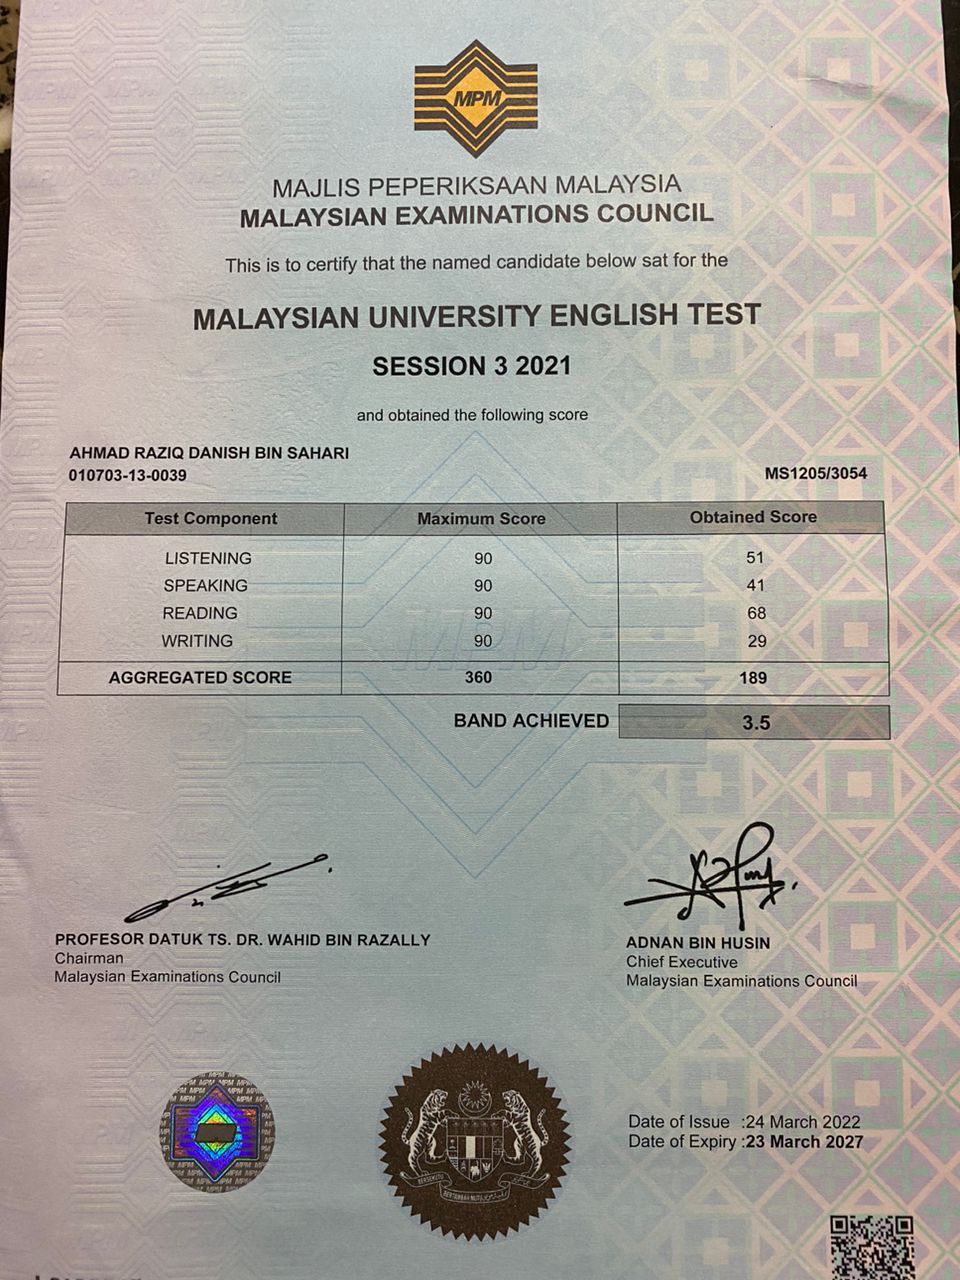 MPM
MAJLIS PEPERIKSAAN MALAYSIA
MALAYSIAN EXAMINATIONS COUNCIL
This is to certify that the named candidate below sat for the
MALAYSIAN UNIVERSITY ENGLISH TEST
SESSION 3 2021
and obtained the following score
AHMAD RAZIQ DANISH BIN SAHARI
010703-13-0039 MS1205/3054
Test Component Maximum Score Obtained Score
LISTENING 90 51
SPEAKING 90 41
READING 90 68
WRITING 90 29
AGGREGATED SCORE 360 189
BAND ACHIEVED 3.5
PROFESOR DATUK TS. DR. WAHID BIN RAZALLY
Chairman
Malaysian Examinations Council
ADNAN BIN HUSIN
Chief Executive
Malaysian Examinations Council
Date of Issue :24 March 2022
Date of Expiry :23 March 2027
BERSEKUTU
BERTAMBAH MUTU